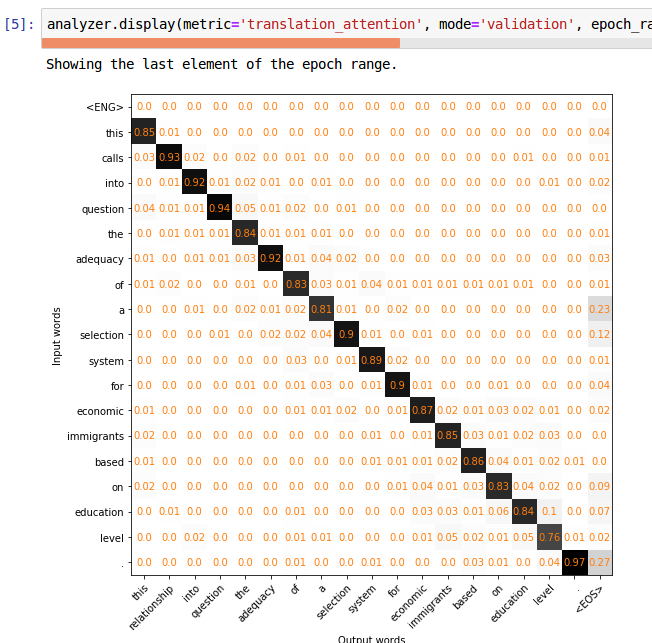 [5]: analyzer.display(metric='translation_attention', mode='validation', epoch_ra
Showing the last element of the epoch range.
<ENG> 0.0 0.0 0.0 0.0 0.0 0.0 0.0 0.0 0.0 0.0 0.0 0.0 0.0 0.0 0.0 0.0 0.0 0.0 0.0
this 0.85 0.01 0.0 0.0 0.0 0.0 0.0 0.0 0.0 0.0 0.0 0.0 0.0 0.0 0.0 0.0 0.0 0.0 0.04
calls 0.03 0.93 0.02 0.0 0.02 0.0 0.01 0.0 0.0 0.0 0.0 0.0 0.0 0.0 0.0 0.01 0.0 0.0 0.01
into 0.0 0.01 0.92 0.01 0.02 0.01 0.0 0.01 0.0 0.0 0.0 0.0 0.0 0.0 0.0 0.0 0.01 0.0 0.02
question 0.04 0.01 0.01 0.94 0.05 0.01 0.02 0.0 0.01 0.0 0.0 0.0 0.0 0.0 0.0 0.0 0.0 0.0 0.0
the 0.0 0.01 0.01 0.01 0.84 0.01 0.01 0.01 0.0 0.0 0.0 0.0 0.0 0.0 0.0 0.0 0.0 0.0 0.01
adequacy 0.01 0.0 0.01 0.01 0.03 0.92 0.01 0.04 0.02 0.0 0.0 0.0 0.0 0.0 0.0 0.0 0.0 0.0 0.03
of 0.01 0.02 0.0 0.0 0.01 0.0 0.83 0.03 0.01 0.04 0.01 0.01 0.01 0.01 0.01 0.01 0.0 0.0 0.01
a 0.0 0.0 0.01 0.0 0.02 0.01 0.02 0.81 0.01 0.0 0.02 0.0 0.0 0.0 0.0 0.0 0.0 0.0 0.23
selection 0.0 0.0 0.0 0.01 0.0 0.02 0.02 0.04 0.9 0.01 0.0 0.01 0.0 0.0 0.0 0.0 0.0 0.0 0.12
system 0.0 0.0 0.0 0.0 0.0 0.0 0.03 0.0 0.01 0.89 0.02 0.0 0.0 0.0 0.0 0.0 0.0 0.0 0.01
for 0.0 0.0 0.0 0.0 0.01 0.0 0.01 0.03 0.0 0.01 0.9 0.01 0.0 0.0 0.01 0.0 0.0 0.0 0.04
economic 0.01 0.0 0.0 0.0 0.0 0.0 0.01 0.01 0.02 0.0 0.01 0.87 0.02 0.01 0.03 0.02 0.01 0.0 0.02
immigrants 0.02 0.0 0.0 0.0 0.0 0.0 0.0 0.0 0.0 0.01 0.0 0.01 0.85 0.03 0.01 0.02 0.03 0.0 0.0
based 0.01 0.0 0.0 0.0 0.0 0.0 0.0 0.0 0.0 0.01 0.01 0.01 0.02 0.86 0.04 0.01 0.02 0.01 0.0
on 0.02 0.0 0.0 0.0 0.0 0.0 0.0 0.0 0.0 0.0 0.01 0.04 0.01 0.03 0.83 0.04 0.02 0.0 0.09
education 0.0 0.01 0.0 0.0 0.0 0.0 0.0 0.0 0.0 0.0 0.0 0.03 0.03 0.01 0.06 0.84 0.1 0.0 0.07
level 0.0 0.0 0.02 0.0 0.0 0.0 0.0 0.0 0.0 0.0 0.0 0.01 0.05 0.02 0.01 0.05 0.76 0.01 0.02
. 0.0 0.0 0.0 0.0 0.0 0.0 0.01 0.0 0.0 0.01 0.0 0.0 0.0 0.03 0.01 0.0 0.04 0.97 0.27
Input words
this relationship into question the adequacy of a selection system for economic immigrants based on education level . <EOS>
Output words